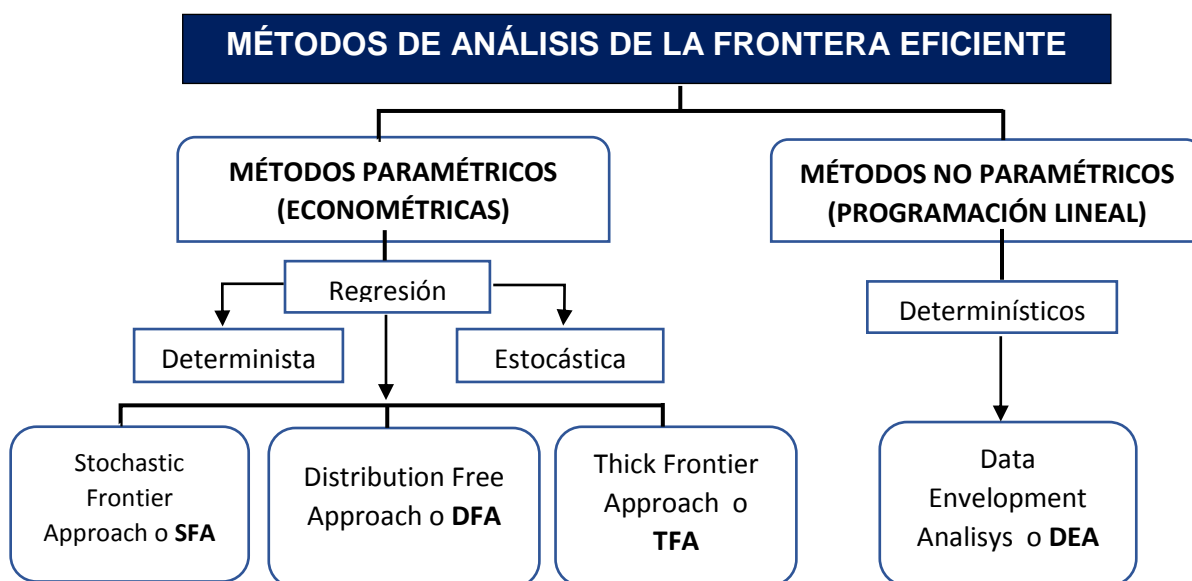 MÉTODOS DE ANÁLISIS DE LA FRONTERA EFICIENTE
MÉTODOS PARAMÉTRICOS
(ECONOMÉTRICAS)
MÉTODOS NO PARAMÉTRICOS
(PROGRAMACIÓN LINEAL)
Regresión
Determinísticos
Determinista
Estocástica
Stochastic
Frontier
Approach o SFA
Distribution Free
Approach o DFA
Thick Frontier
Approach o
TFA
Data
Envelopment
Analisys o DEA